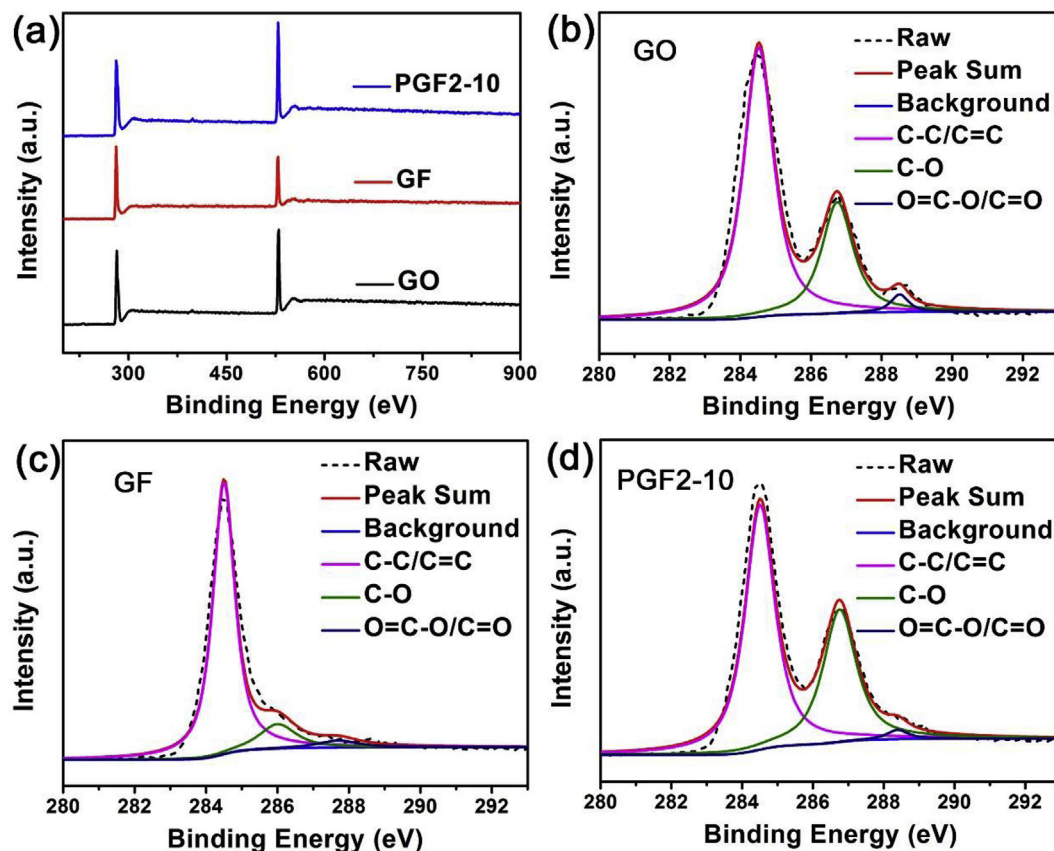 (a)
PGF2-10
GF
GO
Intensity (a.u.)
300 450 600 750 900
Binding Energy (eV)
(b)
GO
Raw
Peak Sum
Background
C-C/C=C
C-O
O=C-O/C=O
Intensity (a.u.)
280 282 284 286 288 290 292
Binding Energy (eV)
(c)
GF
Raw
Peak Sum
Background
C-C/C=C
C-O
O=C-O/C=O
Intensity (a.u.)
280 282 284 286 288 290 292
Binding Energy (eV)
(d)
PGF2-10
Raw
Peak Sum
Background
C-C/C=C
C-O
O=C-O/C=O
Intensity (a.u.)
280 282 284 286 288 290 292
Binding Energy (eV)